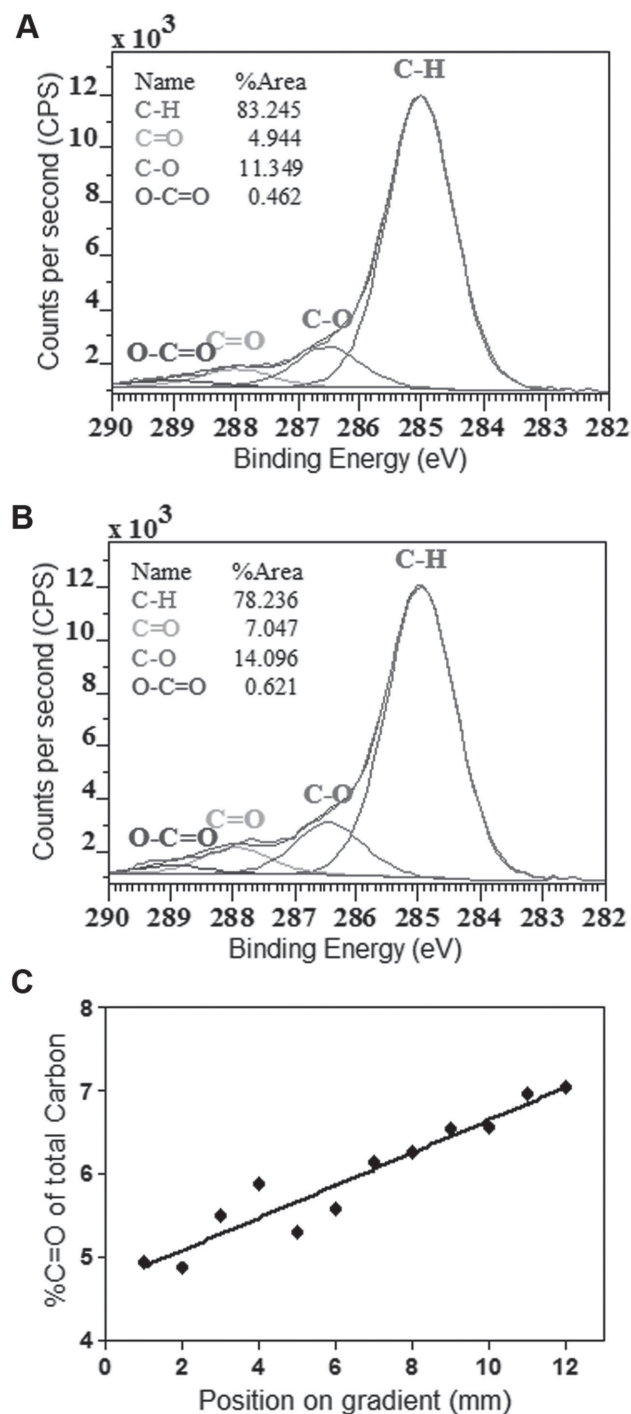 A
x 10³
Counts per second (CPS)
12
10
8
6
4
2
Name %Area
C-H 83.245
C=O 4.944
C-O 11.349
O-C=O 0.462
C-H
C-O
C=O
O-C=O
290 289 288 287 286 285 284 283 282
Binding Energy (eV)
B
x 10³
Counts per second (CPS)
12
10
8
6
4
2
Name %Area
C-H 78.236
C=O 7.047
C-O 14.096
O-C=O 0.621
C-H
C-O
C=O
O-C=O
290 289 288 287 286 285 284 283 282
Binding Energy (eV)
C
%C=O of total Carbon
8
7
6
5
4
0 2 4 6 8 10 12
Position on gradient (mm)